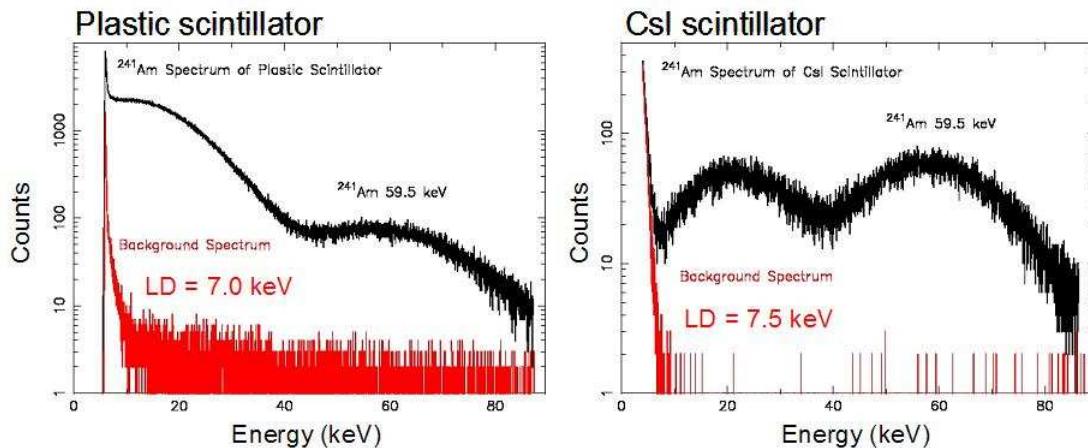 Plastic scintillator
241Am Spectrum of Plastic Scintillator
241Am 59.5 keV
Background Spectrum
LD = 7.0 keV
Counts
1000
100
10
1
0 20 40 60 80
Energy (keV)
CsI scintillator
241Am Spectrum of CsI Scintillator
241Am 59.5 keV
Background Spectrum
LD = 7.5 keV
Counts
100
10
1
0 20 40 60 80
Energy (keV)